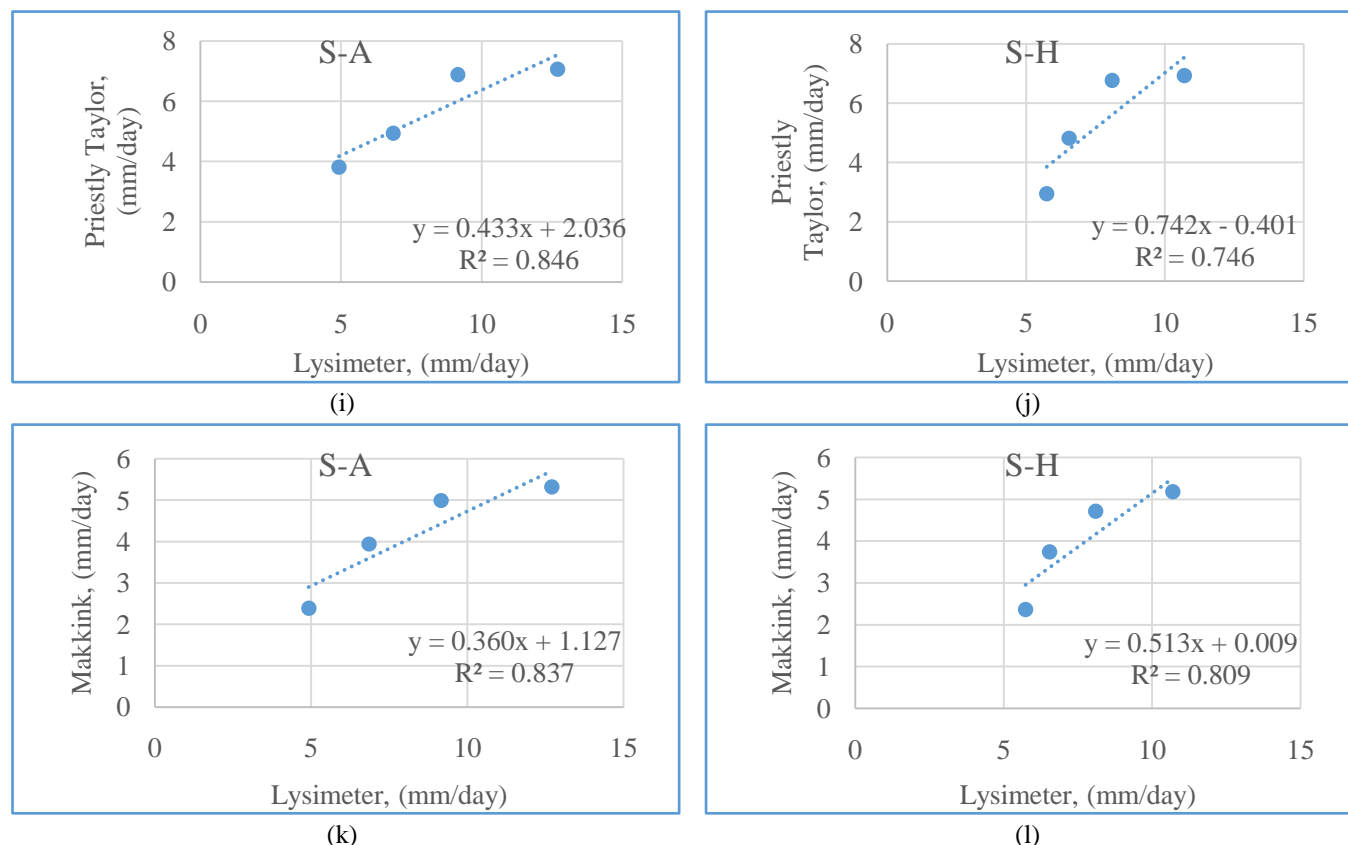 S-A
Priestly Taylor,
(mm/day)
8
6
4
2
0
y = 0.433x + 2.036
R² = 0.846
0 5 10 15
Lysimeter, (mm/day)
(i)
S-H
Priestly
Taylor, (mm/day)
8
6
4
2
0
y = 0.742x - 0.401
R² = 0.746
0 5 10 15
Lysimeter, (mm/day)
(j)
S-A
Makkink, (mm/day)
6
5
4
3
2
1
0
y = 0.360x + 1.127
R² = 0.837
0 5 10 15
Lysimeter, (mm/day)
(k)
S-H
Makkink, (mm/day)
6
5
4
3
2
1
0
y = 0.513x + 0.009
R² = 0.809
0 5 10 15
Lysimeter, (mm/day)
(l)